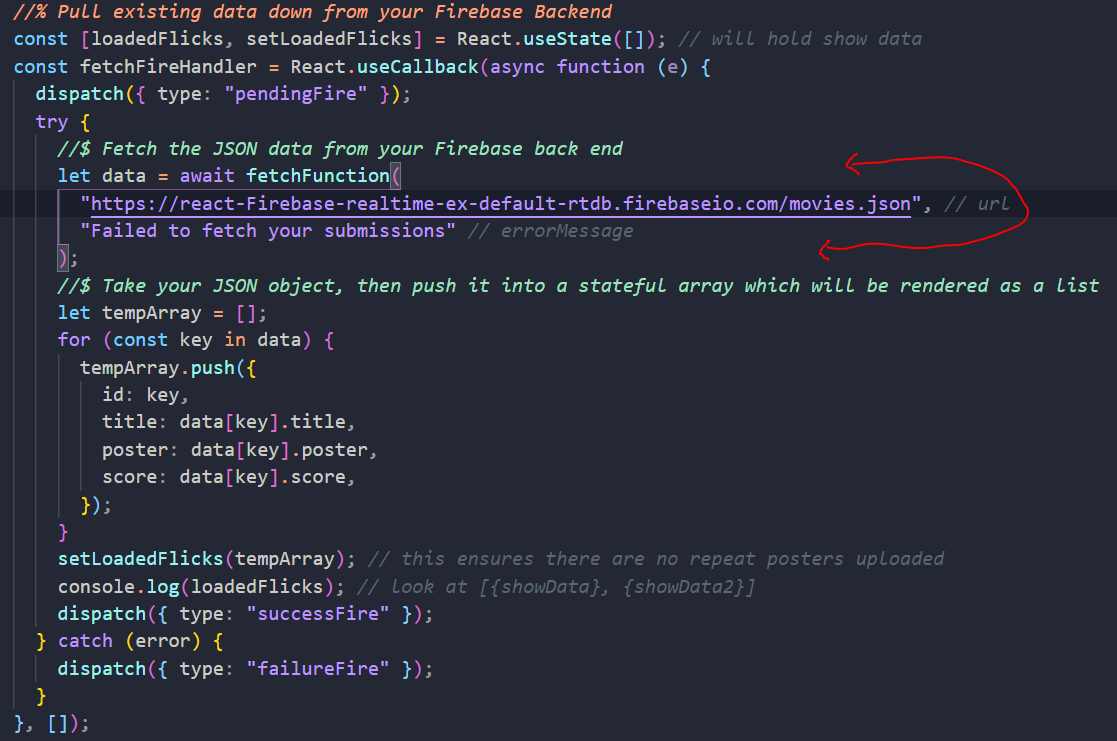 //% Pull existing data down from your Firebase Backend
const [loadedFlicks, setLoadedFlicks] = React.useState([]); // will hold show data
const fetchFireHandler = React.useCallback(async function (e) {
  dispatch({ type: "pendingFire" });
  try {
    //$ Fetch the JSON data from your Firebase back end
    let data = await fetchFunction(
      "https://react-Firebase-realtime-ex-default-rtdb.firebaseio.com/movies.json", // url
      "Failed to fetch your submissions" // errorMessage
    );
    //$ Take your JSON object, then push it into a stateful array which will be rendered as a list
    let tempArray = [];
    for (const key in data) {
      tempArray.push({
        id: key,
        title: data[key].title,
        poster: data[key].poster,
        score: data[key].score,
      });
    }
    setLoadedFlicks(tempArray); // this ensures there are no repeat posters uploaded
    console.log(loadedFlicks); // look at [{showData}, {showData2}]
    dispatch({ type: "successFire" });
  } catch (error) {
    dispatch({ type: "failureFire" });
  }
}, []);